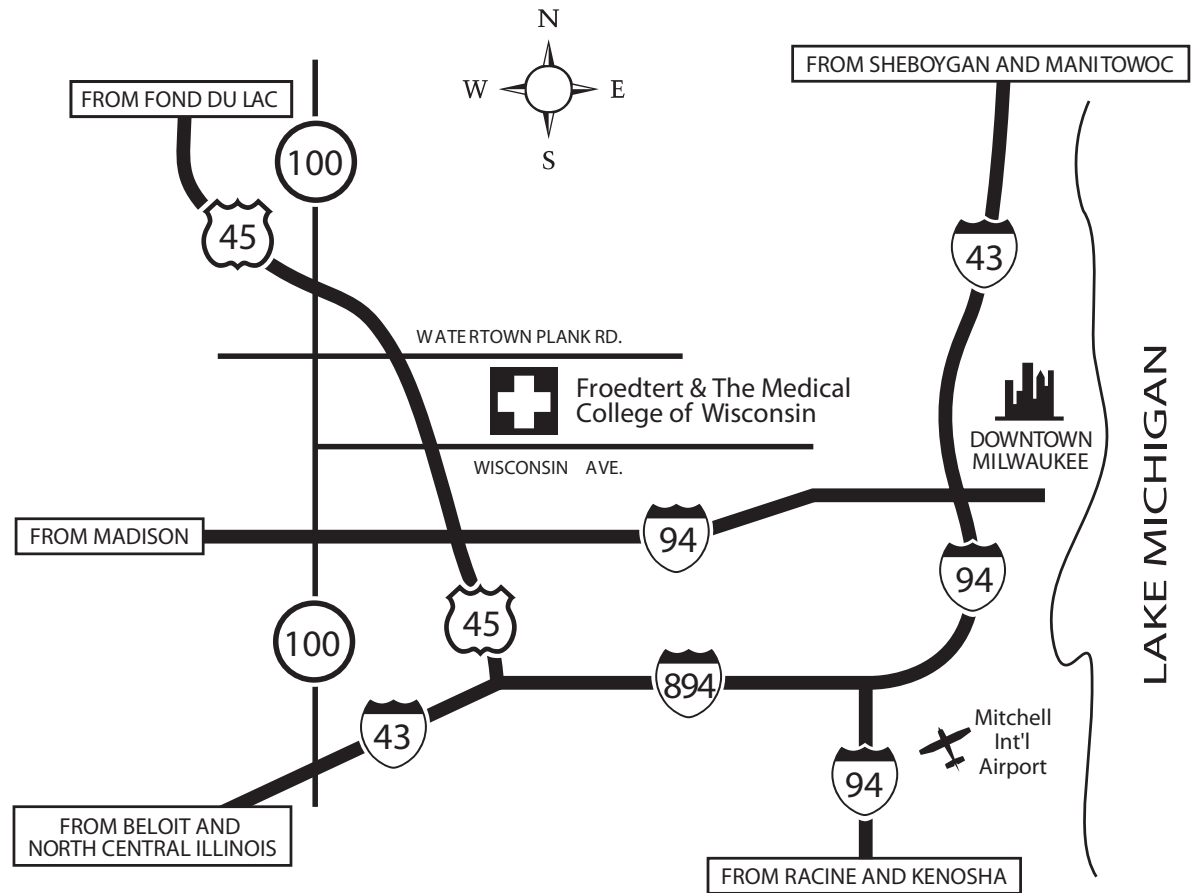 N
FROM SHEBOYGAN AND MANITOWOC
FROM FOND DU LAC
W
E
100
S
45
43
WATERTOWN PLANK RD.
Froedtert & The Medical
College of Wisconsin
LAKE MICHIGAN
DOWNTOWN
MILWAUKEE
WISCONSIN AVE.
FROM MADISON
94
94
45
100
894
43
Mitchell
Int'l
Airport
94
FROM BELOIT AND
NORTH CENTRAL ILLINOIS
FROM RACINE AND KENOSHA